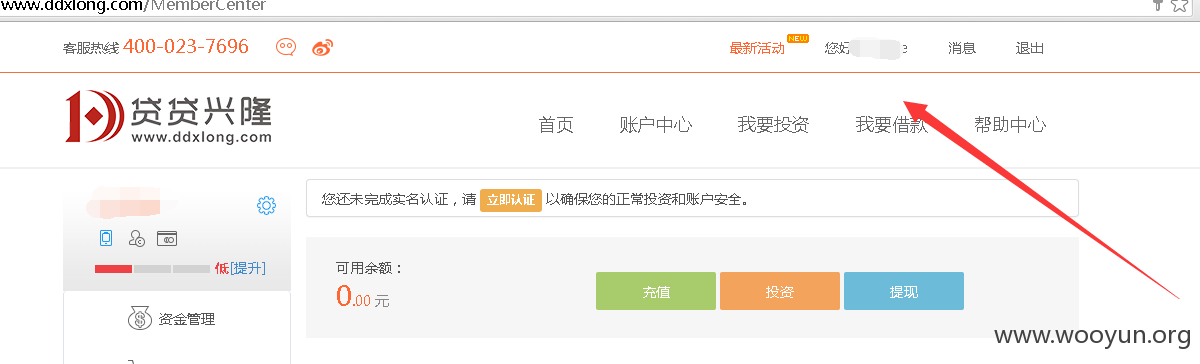 www.ddxlong.com/MemberCenter
客服热线 400-023-7696
最新活动 NEW 您好 e 消息 退出
贷贷兴隆
www.ddxlong.com
首页 账户中心 我要投资 我要借款 帮助中心
您还未完成实名认证，请 立即认证 以确保您的正常投资和账户安全。
低[提升]
可用余额：
0.00 元
充值 投资 提现
资金管理
www.wooyun.org